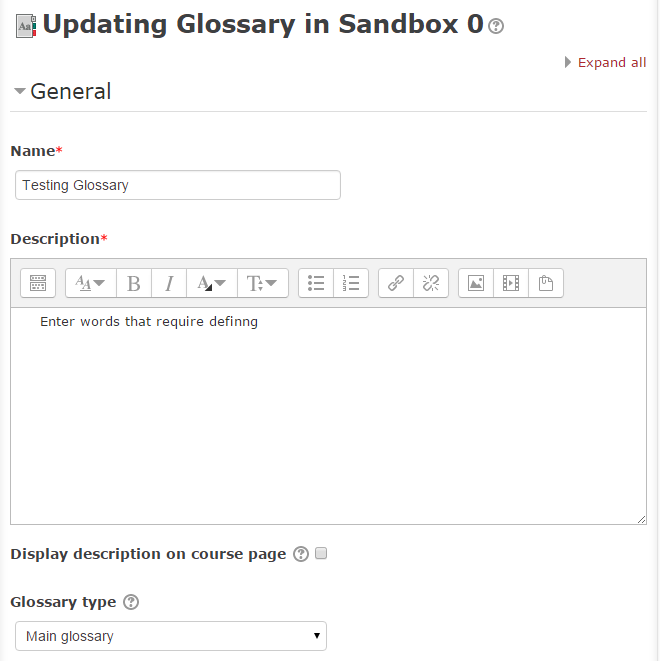 Updating Glossary in Sandbox 0
Expand all
General
Name*
Testing Glossary
Description*
Enter words that require definng
Display description on course page
Glossary type
Main glossary